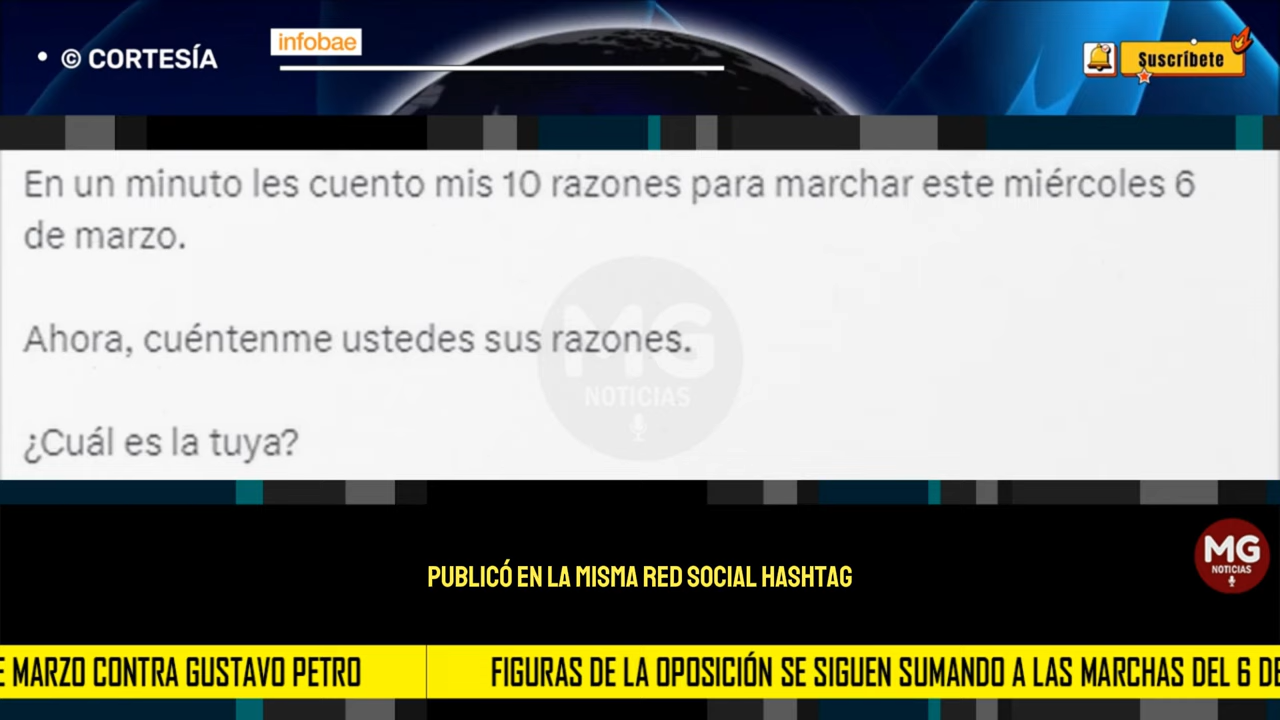 • © CORTESÍA
infobae
Suscríbete
En un minuto les cuento mis 10 razones para marchar este miércoles 6
de marzo.
Ahora, cuéntenme ustedes sus razones.
¿Cuál es la tuya?
MG
NOTICIAS
PUBLICÓ EN LA MISMA RED SOCIAL HASHTAG
MG
NOTICIAS
E MARZO CONTRA GUSTAVO PETRO
FIGURAS DE LA OPOSICIÓN SE SIGUEN SUMANDO A LAS MARCHAS DEL 6 DE